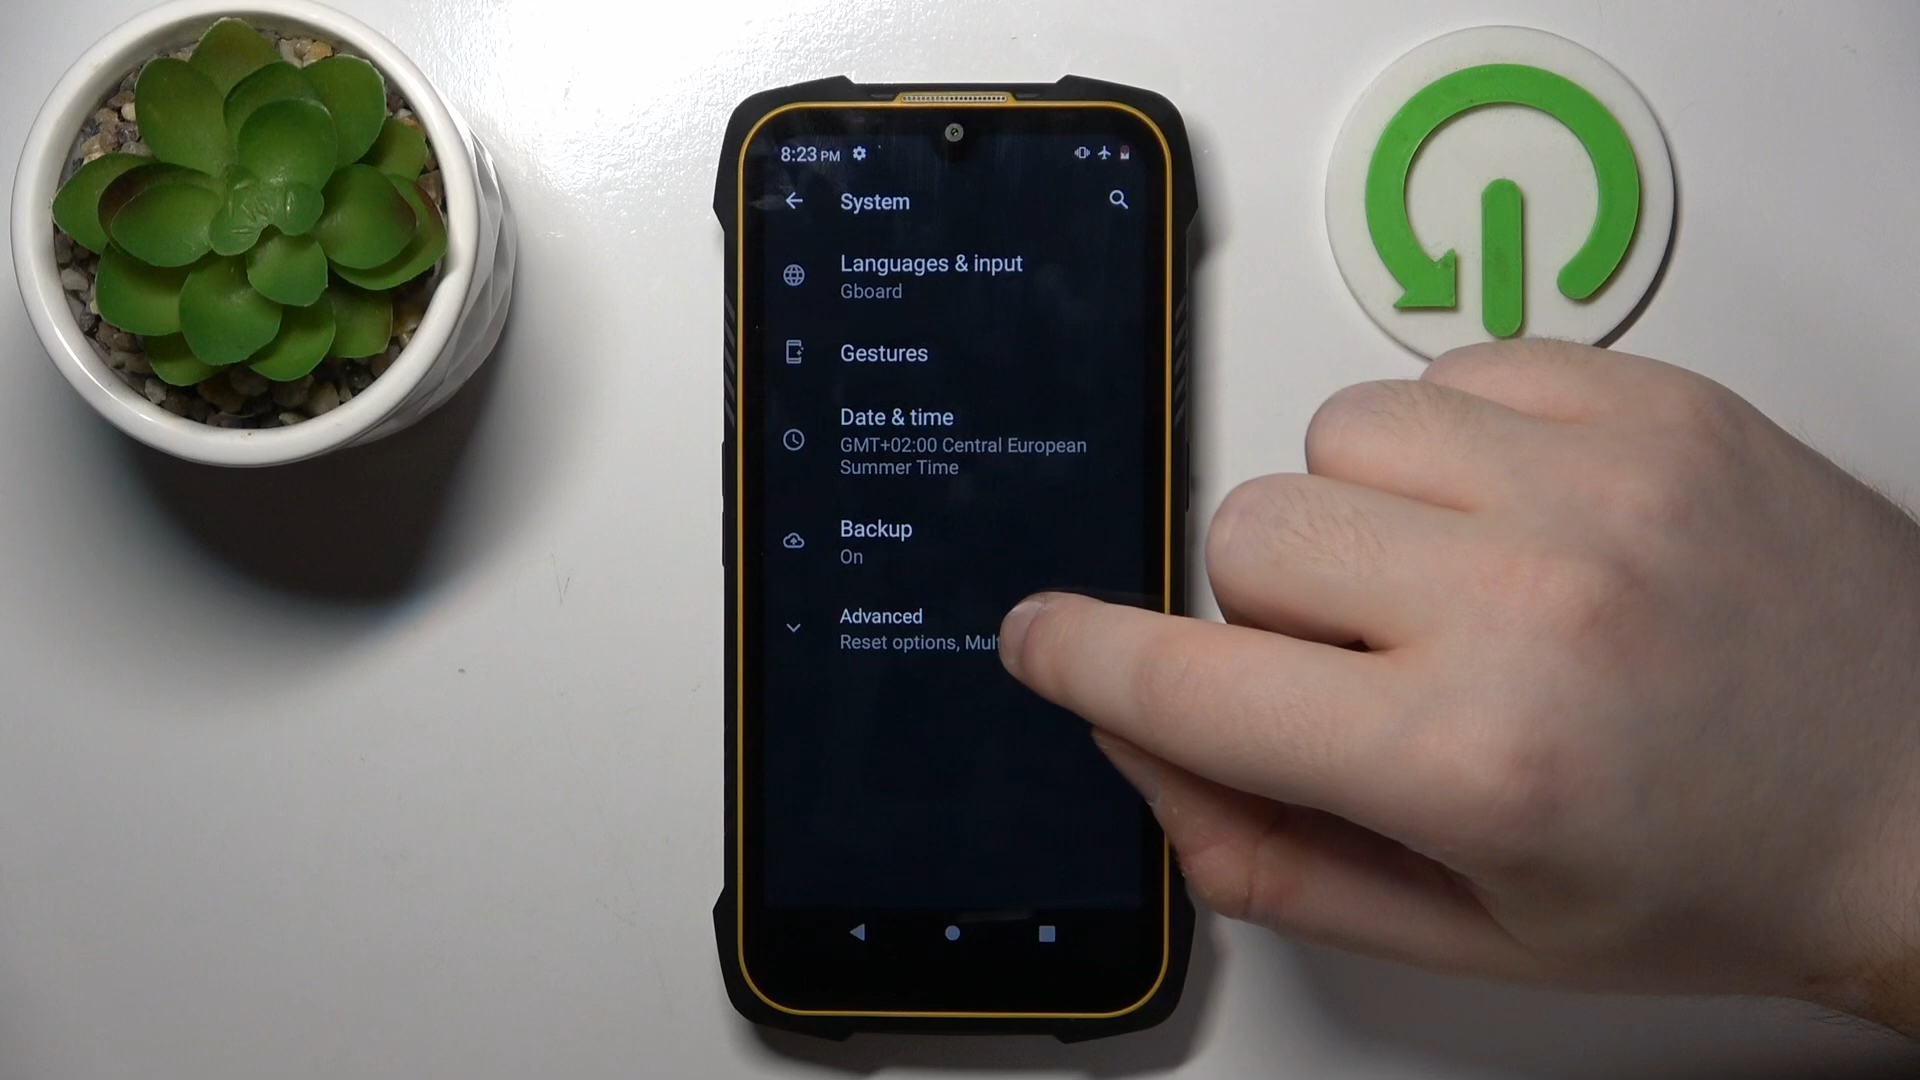 8:23 PM
System
Languages & input
Gboard
Gestures
Date & time
GMT+02:00 Central European
Summer Time
Backup
On
Advanced
Reset options,